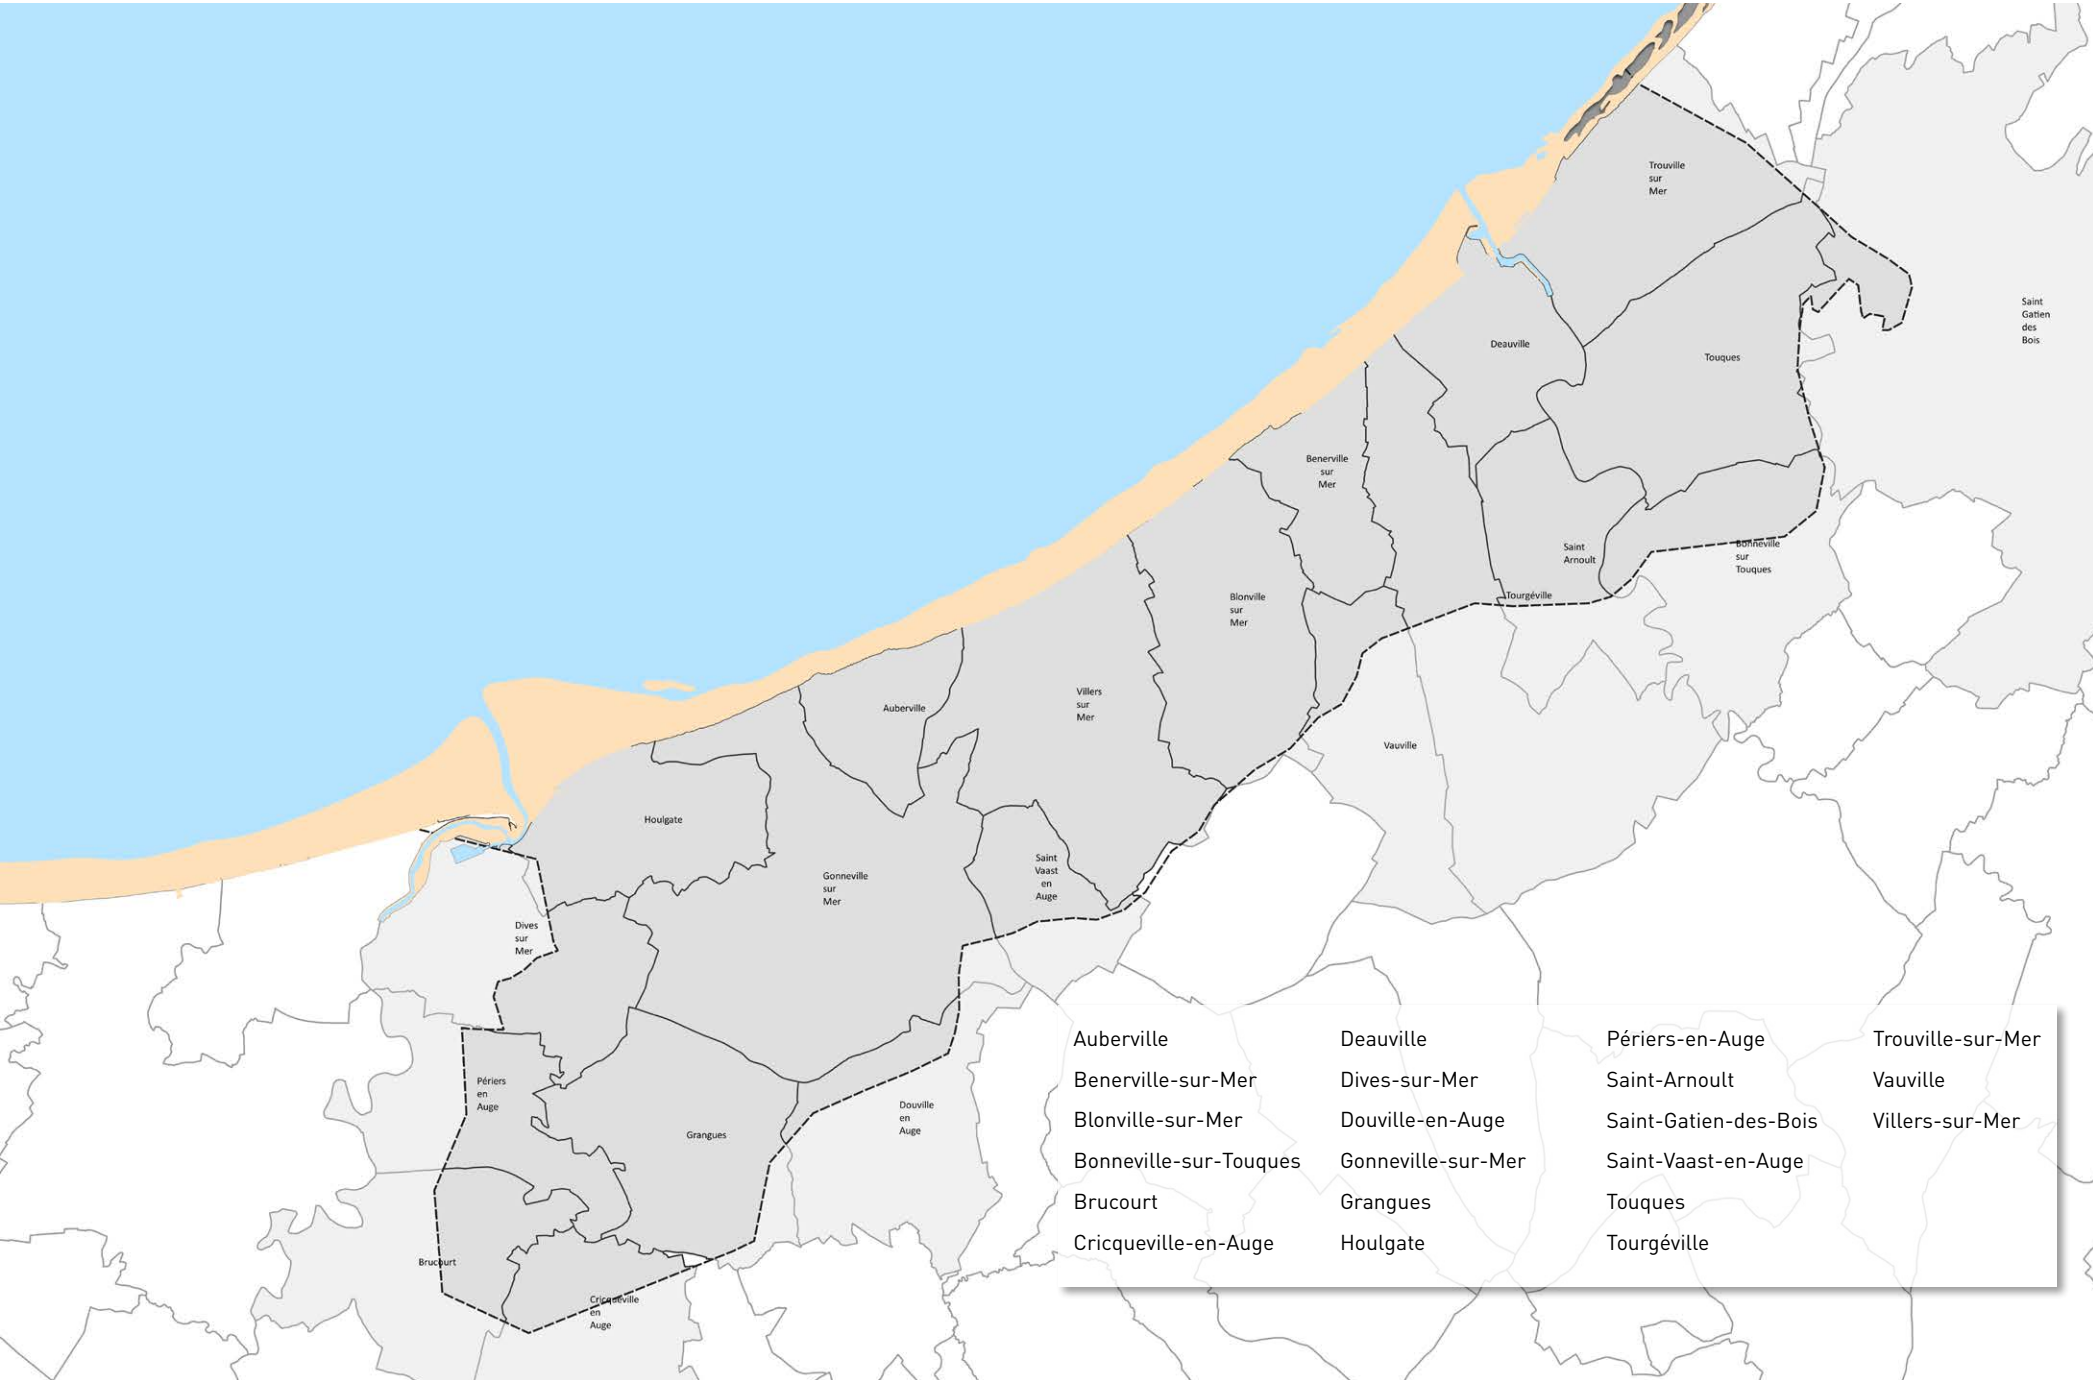 Trouville
sur
Mer
Saint
Gatien
des
Bois
Deauville
Touques
Benerville
sur
Mer
Saint
Arnoult
Bonneville
sur
Touques
Tourgéville
Blonville
sur
Mer
Villers
sur
Mer
Auberville
Vauville
Houlgate
Gonneville
sur
Mer
Saint
Vaast
en
Auge
Dives
sur
Mer
Périers
en
Auge
Grangues
Douville
en
Auge
Brucourt
Cricqueville
en
Auge
Auberville
Benerville-sur-Mer
Blonville-sur-Mer
Bonneville-sur-Touques
Brucourt
Cricqueville-en-Auge
Deauville
Dives-sur-Mer
Douville-en-Auge
Gonneville-sur-Mer
Grangues
Houlgate
Périers-en-Auge
Saint-Arnoult
Saint-Gatien-des-Bois
Saint-Vaast-en-Auge
Touques
Tourgéville
Trouville-sur-Mer
Vauville
Villers-sur-Mer